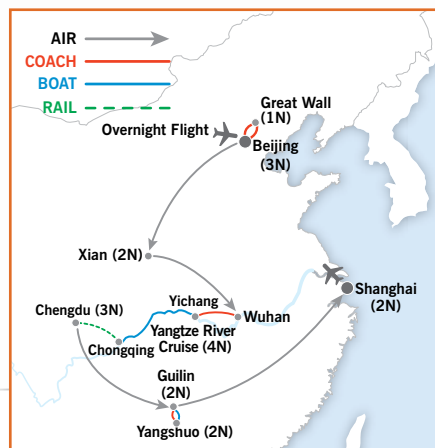 AIR
COACH
BOAT
RAIL
Great Wall
(1N)
Overnight Flight
Beijing
(3N)
Xian (2N)
Shanghai
(2N)
Chengdu (3N)
Yichang
Wuhan
Yangtze River
Cruise (4N)
Chongqing
Guilin
(2N)
Yangshuo (2N)